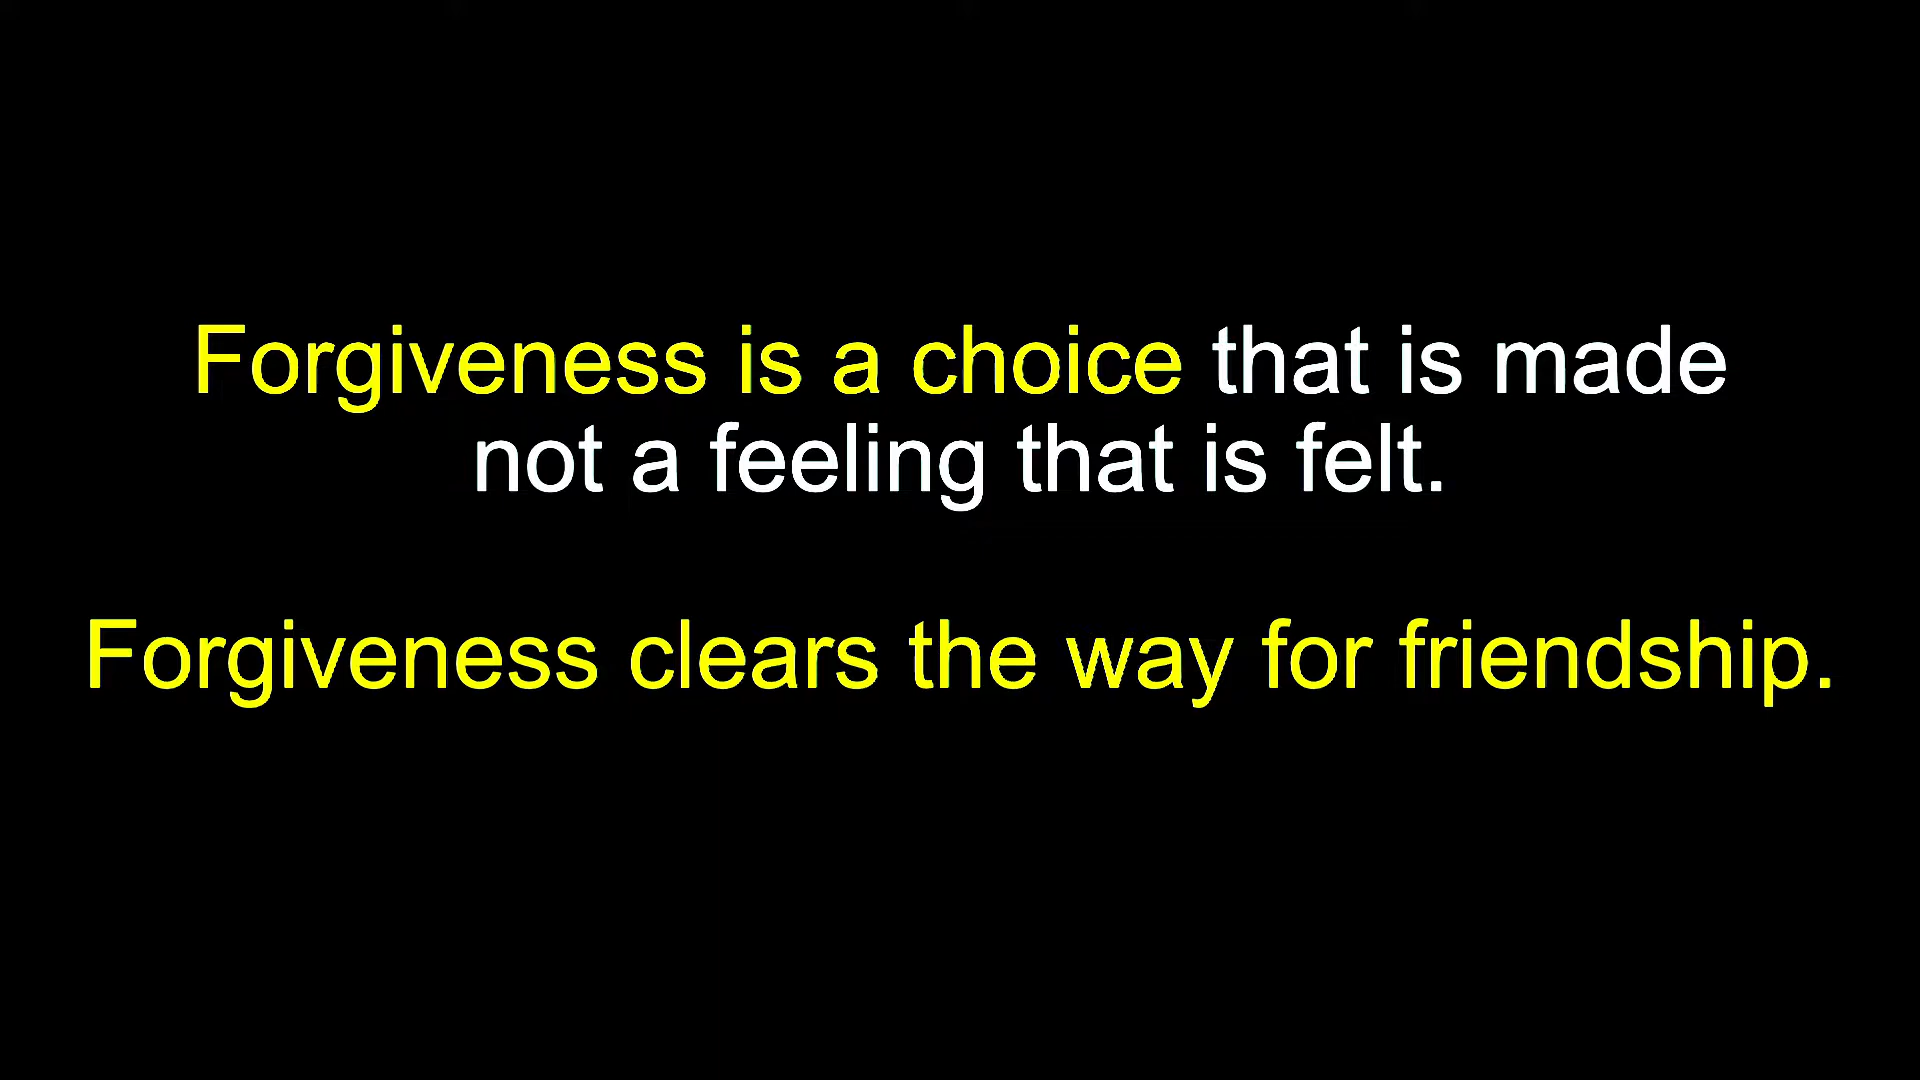 Forgiveness is a choice that is made
not a feeling that is felt.
Forgiveness clears the way for friendship.